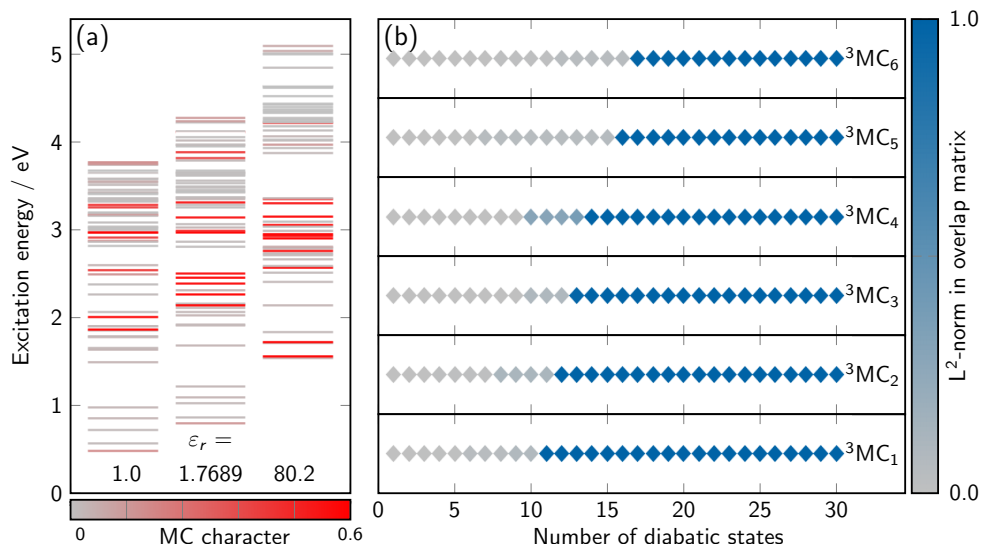 (a)
5
4
3
2
1
0
Excitation energy / eV
εr =
1.0 1.7689 80.2
0 0.6
MC character
(b)
³MC₆
³MC₅
³MC₄
³MC₃
³MC₂
³MC₁
0 5 10 15 20 25 30
Number of diabatic states
1.0
0.0
L²-norm in overlap matrix